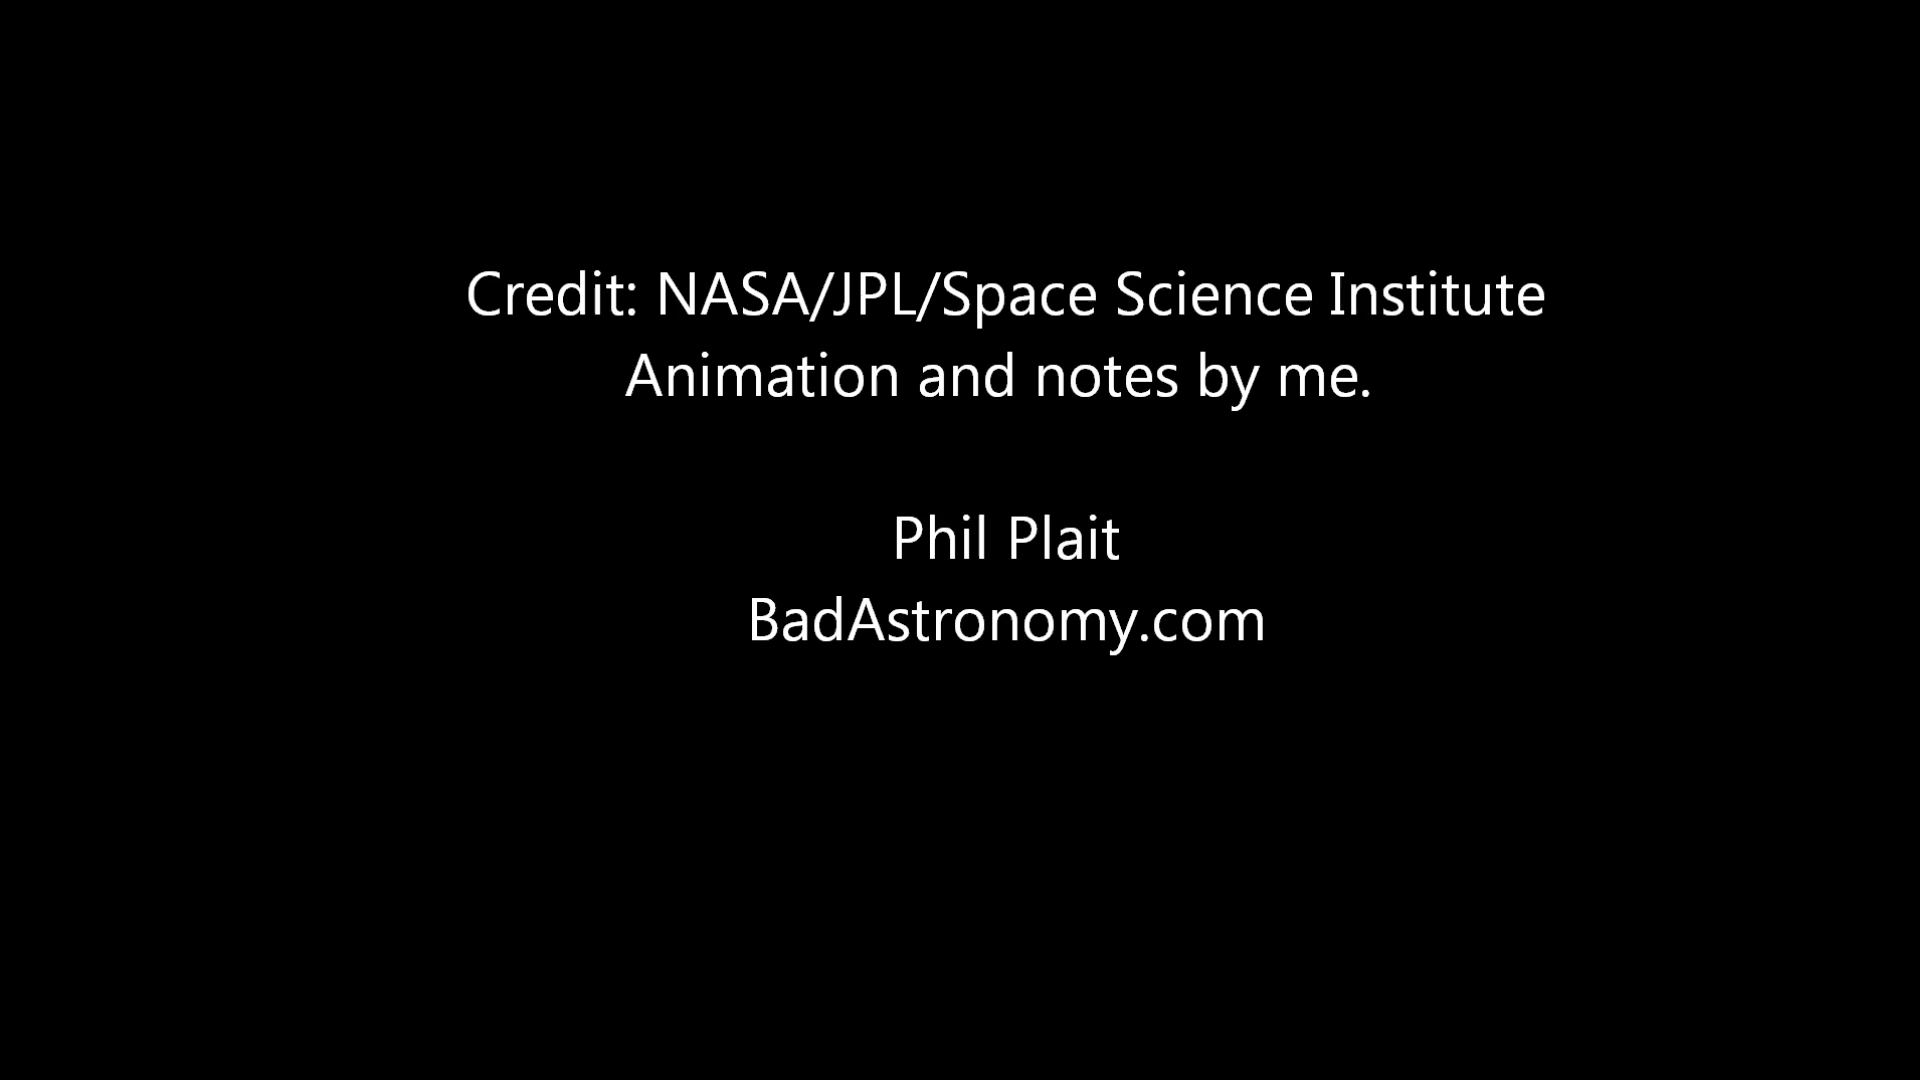 Credit: NASA/JPL/Space Science Institute
Animation and notes by me.
Phil Plait
BadAstronomy.com